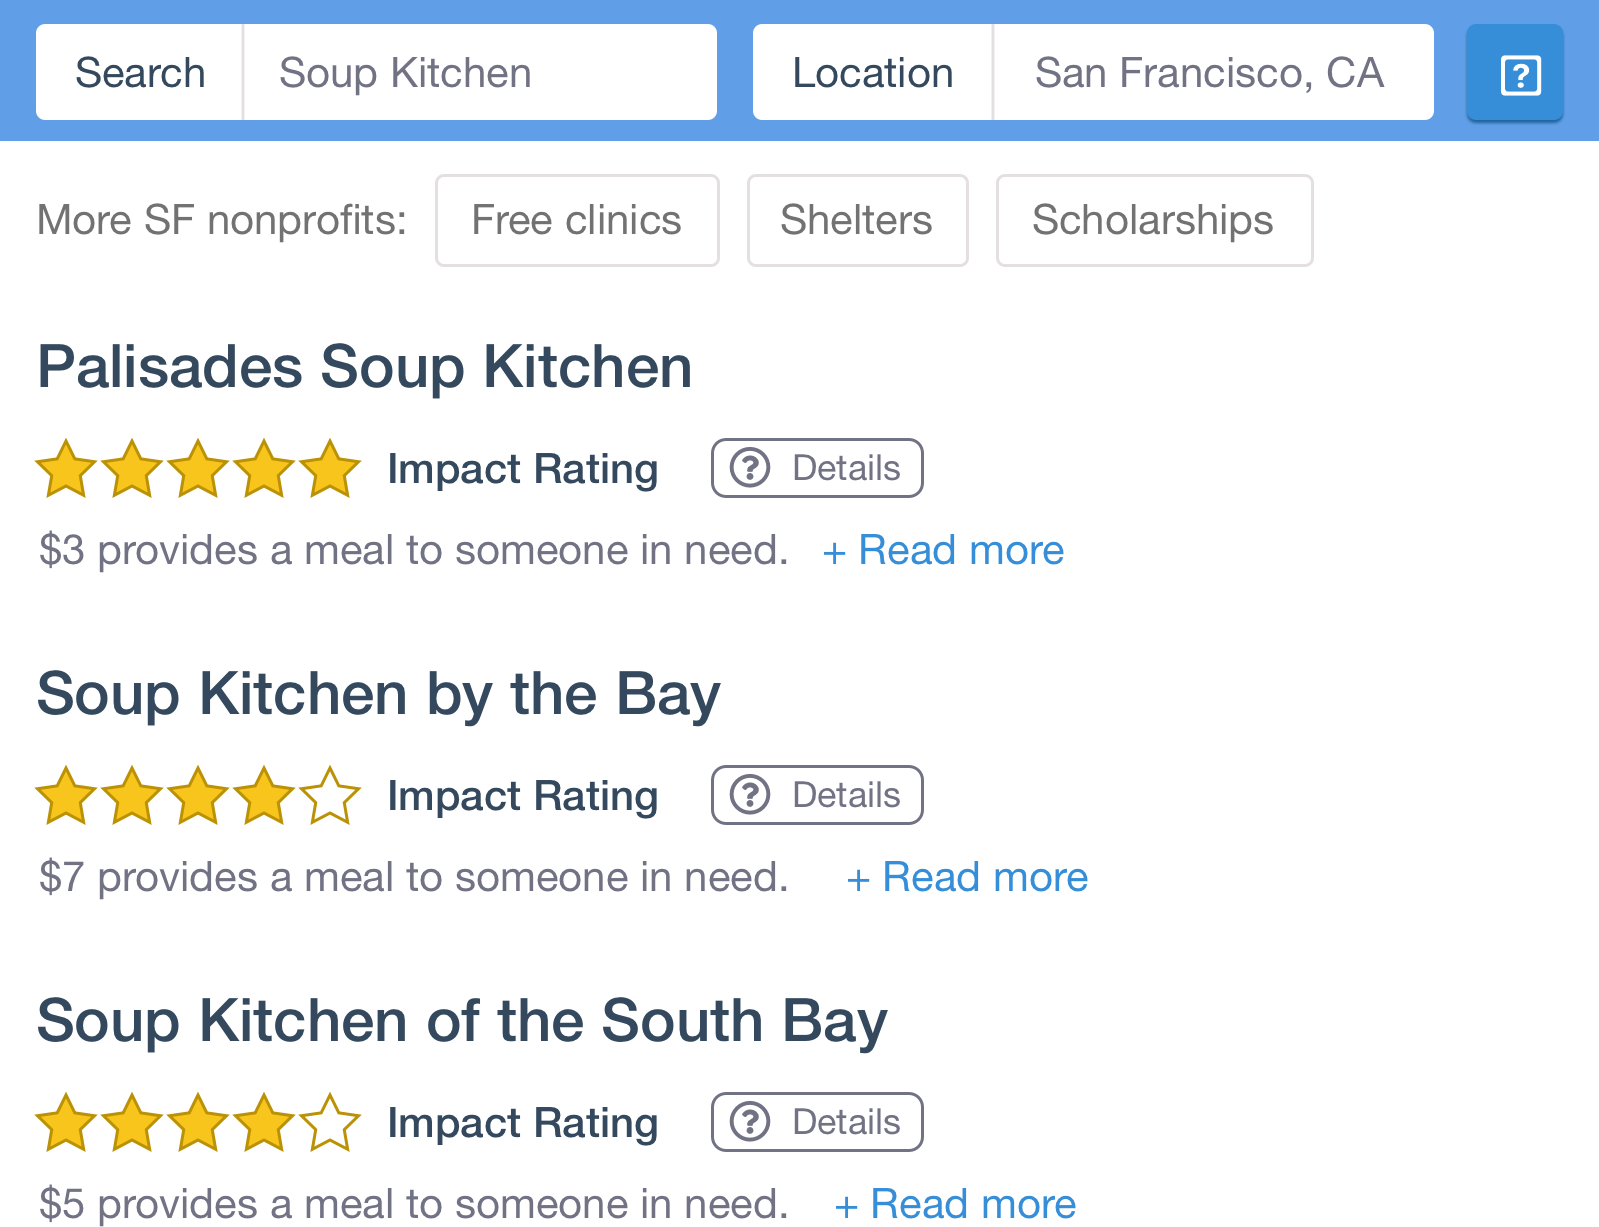 Search Soup Kitchen Location San Francisco, CA ?
More SF nonprofits: Free clinics Shelters Scholarships
Palisades Soup Kitchen
Impact Rating ? Details
$3 provides a meal to someone in need. + Read more
Soup Kitchen by the Bay
Impact Rating ? Details
$7 provides a meal to someone in need. + Read more
Soup Kitchen of the South Bay
Impact Rating ? Details
$5 provides a meal to someone in need. + Read more